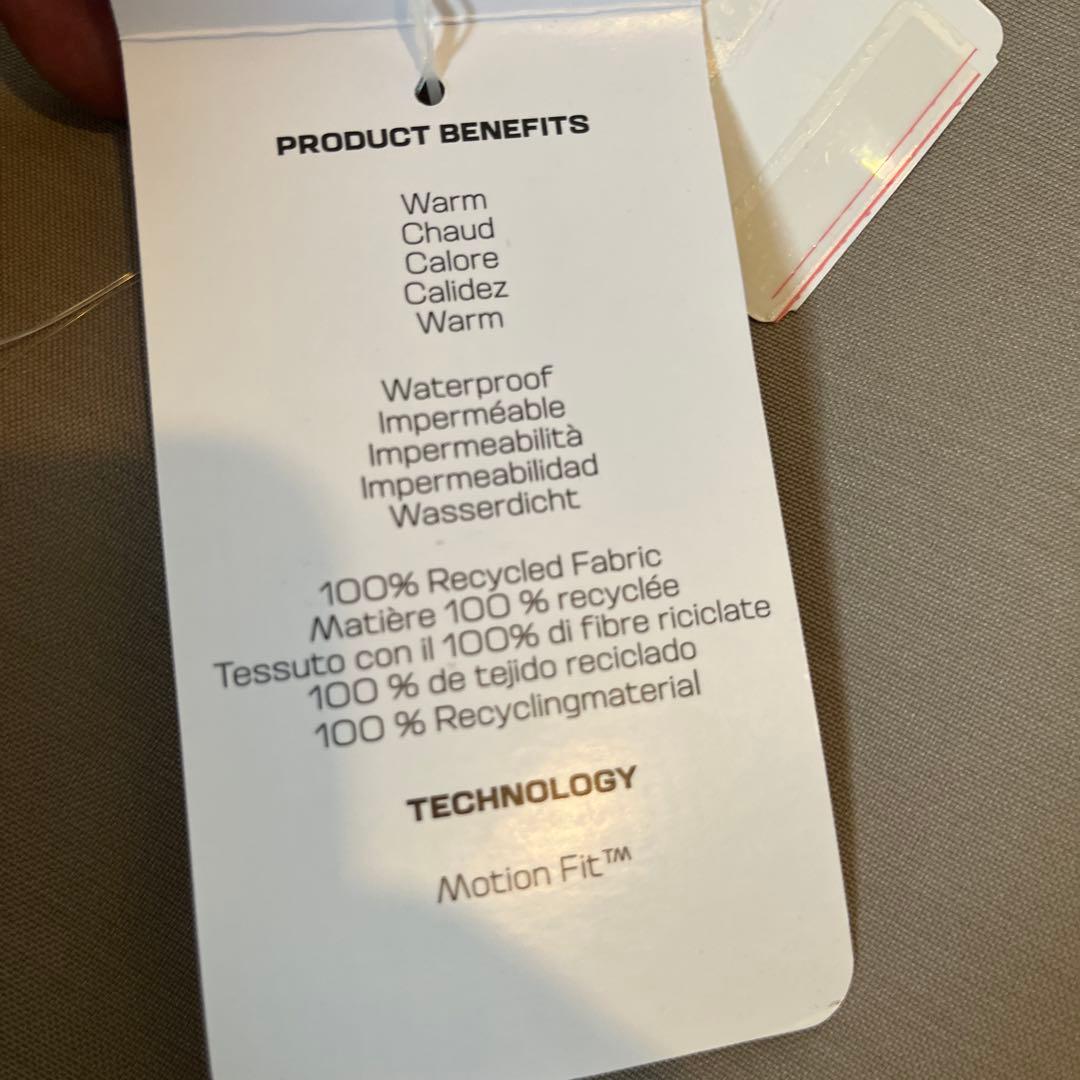 PRODUCT BENEFITS
Warm
Chaud
Calore
Calidez
Warm
Waterproof
Imperméable
Impermeabilità
Impermeabilidad
Wasserdicht
100% Recycled Fabric
Matière 100 % recyclée
Tessuto con il 100% di fibre riciclate
100 % de tejido reciclado
100 % Recyclingmaterial
TECHNOLOGY
Motion Fit™